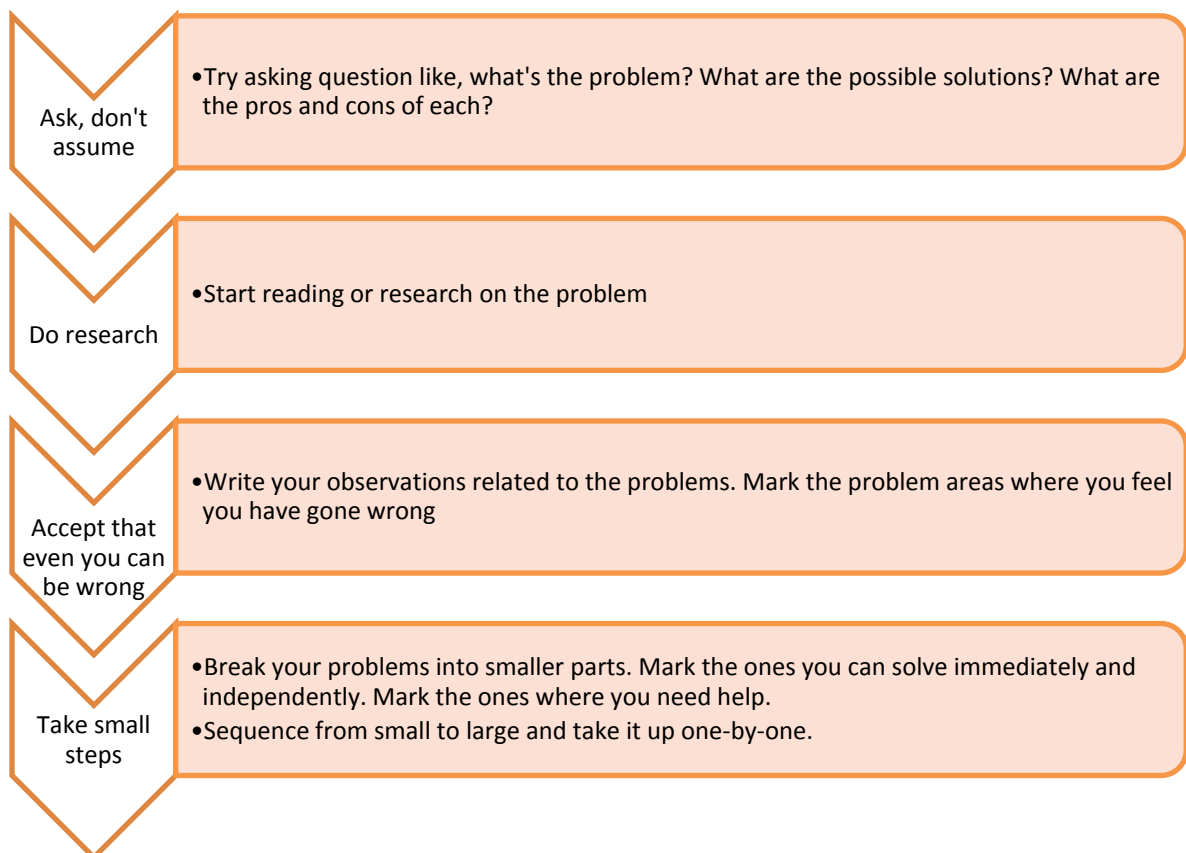 Ask, don't
assume
•Try asking question like, what's the problem? What are the possible solutions? What are
the pros and cons of each?
Do research
•Start reading or research on the problem
Accept that
even you can
be wrong
•Write your observations related to the problems. Mark the problem areas where you feel
you have gone wrong
Take small
steps
•Break your problems into smaller parts. Mark the ones you can solve immediately and
independently. Mark the ones where you need help.
•Sequence from small to large and take it up one-by-one.